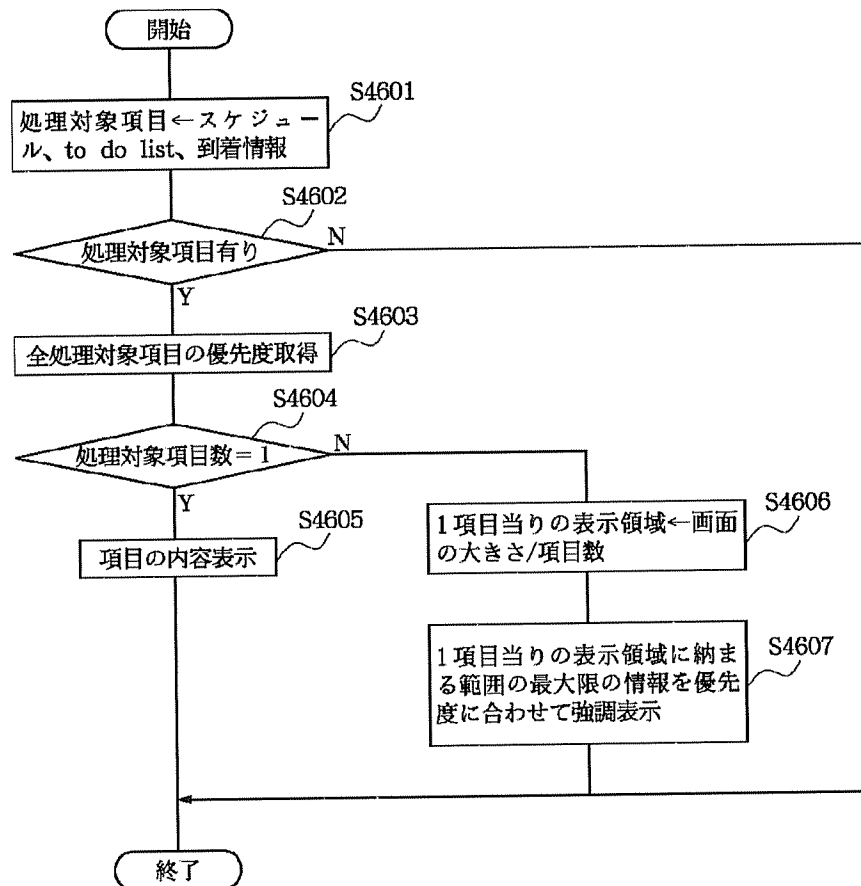 開始
S4601
処理対象項目←スケジュー
ル、to do list、到着情報
S4602
処理対象項目有り
N
Y
S4603
全処理対象項目の優先度取得
S4604
処理対象項目数=1
N
Y
S4605
項目の内容表示
S4606
1項目当りの表示領域←画面
の大きさ/項目数
S4607
1項目当りの表示領域に納ま
る範囲の最大限の情報を優先
度に合わせて強調表示
終了